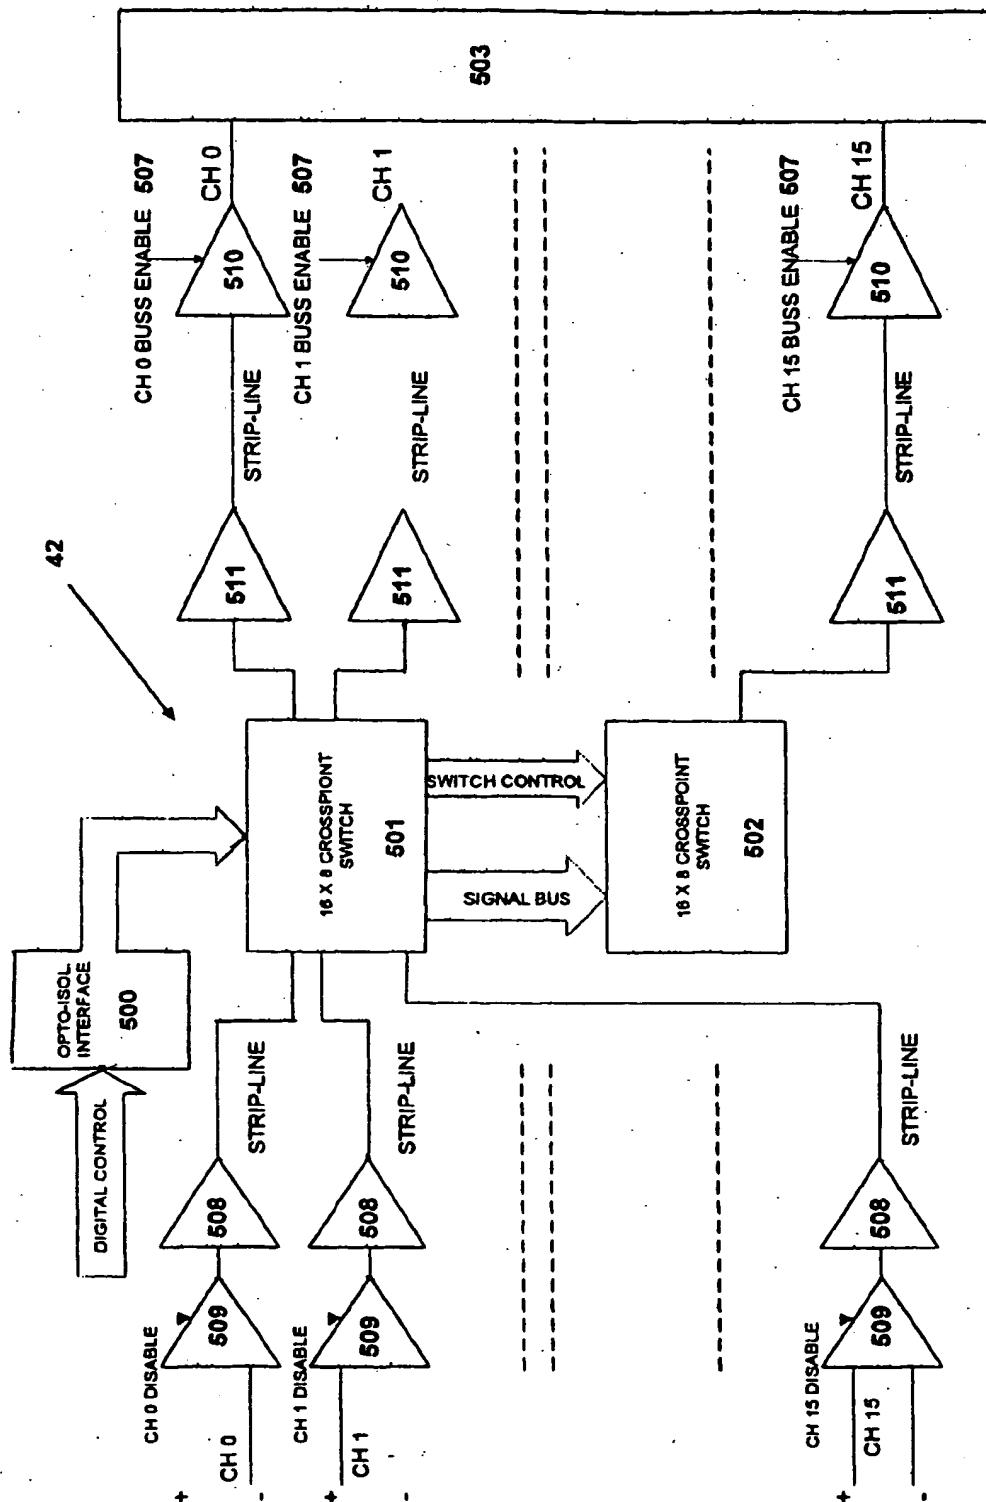 503
CH 0 BUSS ENABLE 507
CH 0
510
CH 1 BUSS ENABLE 507
CH 1
510
CH 15 BUSS ENABLE 507
CH 15
510
STRIP-LINE
STRIP-LINE
STRIP-LINE
42
511
511
511
16 X 8 CROSSPIONT
SWITCH
501
SWITCH CONTROL
SIGNAL BUS
16 X 8 CROSSPOINT
SWITCH
502
OPTO-ISOL.
INTERFACE
500
DIGITAL CONTROL
STRIP-LINE
STRIP-LINE
STRIP-LINE
508
508
508
CH 0 DISABLE
509
CH 1 DISABLE
509
CH 15 DISABLE
509
+
CH 0
-
+
CH 1
-
+
CH 15
-